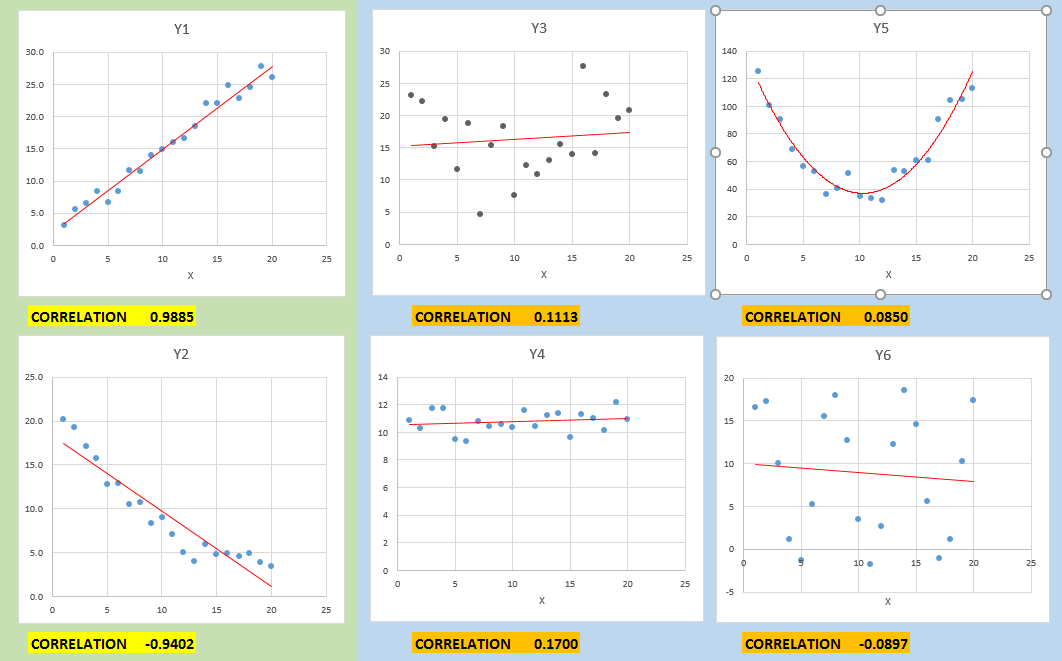 Y1
30.0
25.0
20.0
15.0
10.0
5.0
0.0
0 5 10 15 20 25
X
CORRELATION 0.9885
Y3
30
25
20
15
10
5
0
0 5 10 15 20 25
X
CORRELATION 0.1113
Y5
140
120
100
80
60
40
20
0
0 5 10 15 20 25
X
CORRELATION 0.0850
Y2
25.0
20.0
15.0
10.0
5.0
0.0
0 5 10 15 20 25
CORRELATION -0.9402
Y4
14
12
10
8
6
4
2
0
0 5 10 15 20 25
X
CORRELATION 0.1700
Y6
20
15
10
5
0
-5
0 5 10 15 20 25
X
CORRELATION -0.0897